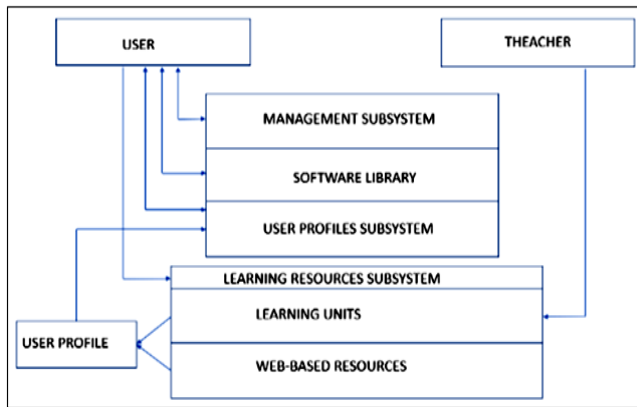 USER
THEACHER
MANAGEMENT SUBSYSTEM
SOFTWARE LIBRARY
USER PROFILES SUBSYSTEM
LEARNING RESOURCES SUBSYSTEM
LEARNING UNITS
USER PROFILE
WEB-BASED RESOURCES